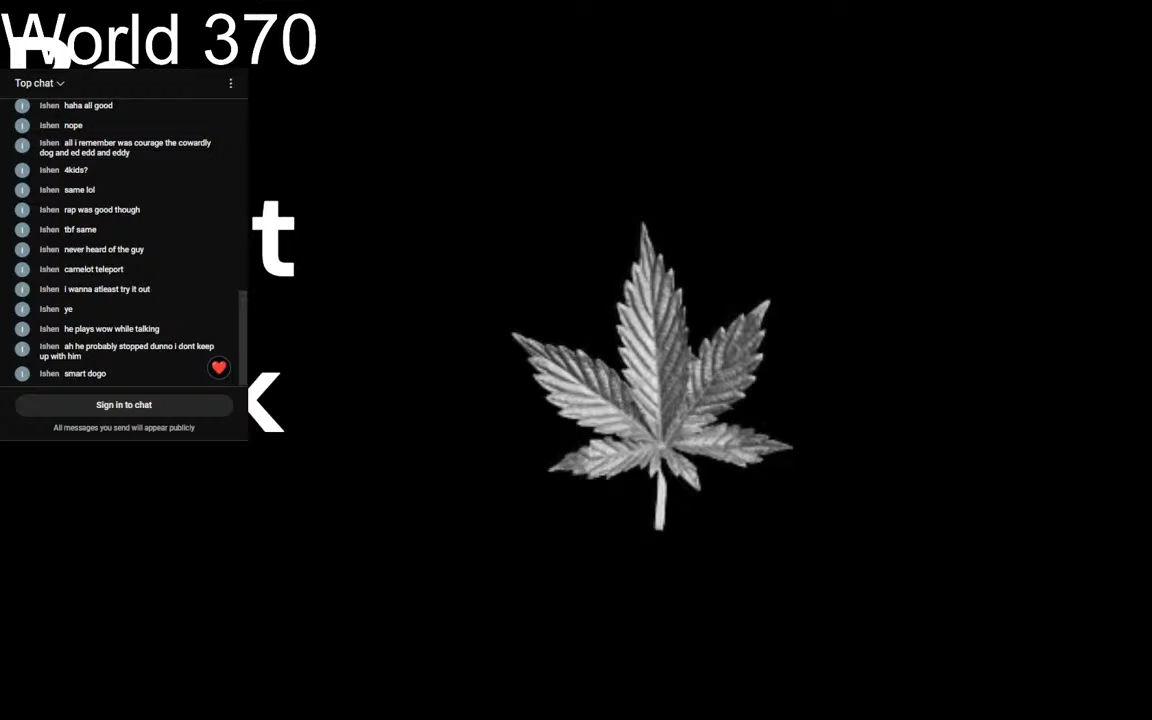 World 370
Top chat
Ishen haha all good
Ishen nope
Ishen all i remember was courage the cowardly
dog and ed edd and eddy
Ishen 4kids?
Ishen same lol
Ishen rap was good though
Ishen tbf same
Ishen never heard of the guy
Ishen camelot teleport
Ishen i wanna atleast try it out
Ishen ye
Ishen he plays wow while talking
Ishen ah he probably stopped dunno i dont keep
up with him
Ishen smart dogo
Sign in to chat
All messages you send will appear publicly